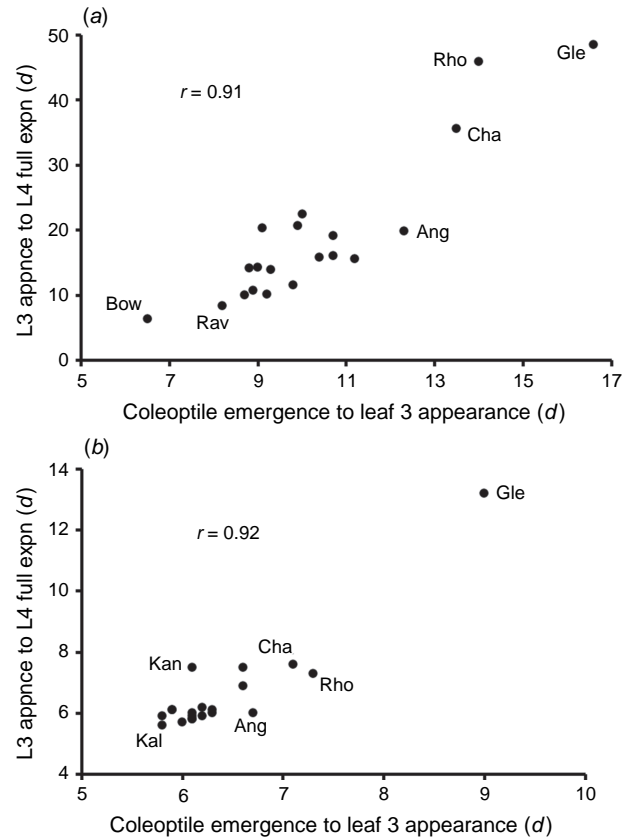 (a)
50
40
30
20
10
0
L3 appnce to L4 full expn (d)
r = 0.91
Rho
Gle
Cha
Ang
Bow
Rav
5 7 9 11 13 15 17
Coleoptile emergence to leaf 3 appearance (d)
(b)
14
12
10
8
6
4
L3 appnce to L4 full expn (d)
Gle
r = 0.92
Cha
Kan
Rho
Ang
Kal
5 6 7 8 9 10
Coleoptile emergence to leaf 3 appearance (d)